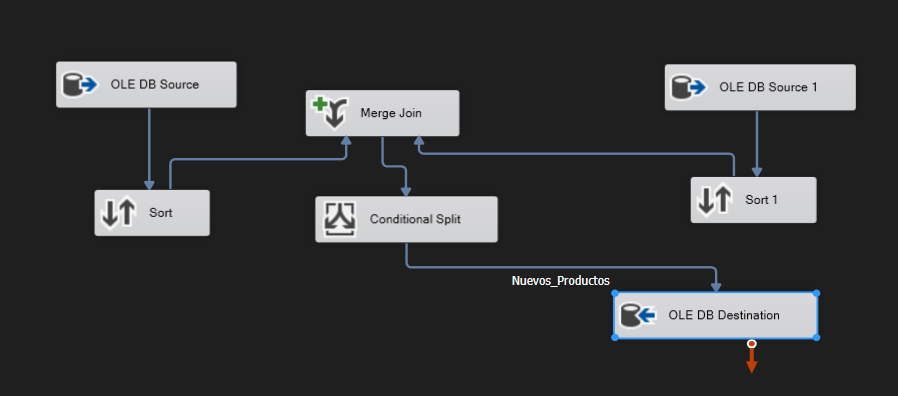 OLE DB Source
OLE DB Source 1
Merge Join
Sort
Sort 1
Conditional Split
Nuevos_Productos
OLE DB Destination